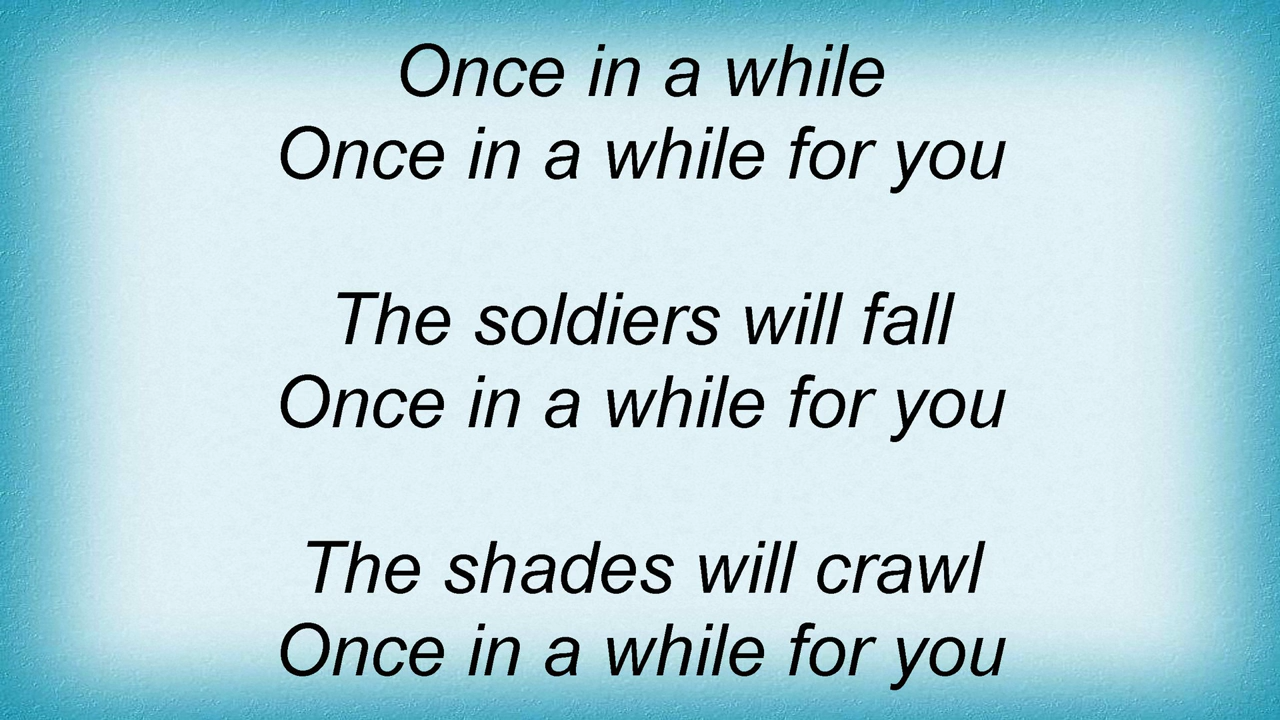 Once in a while
Once in a while for you
The soldiers will fall
Once in a while for you
The shades will crawl
Once in a while for you